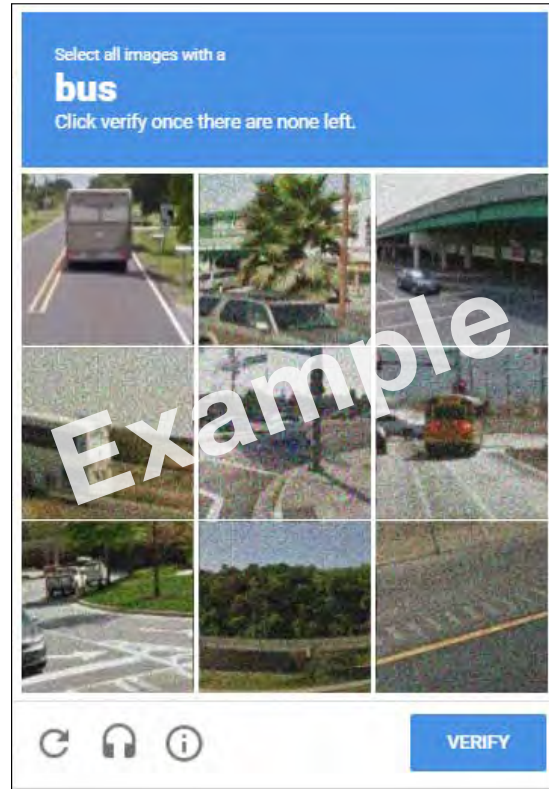 Select all images with a
bus
Click verify once there are none left.
Example
VERIFY